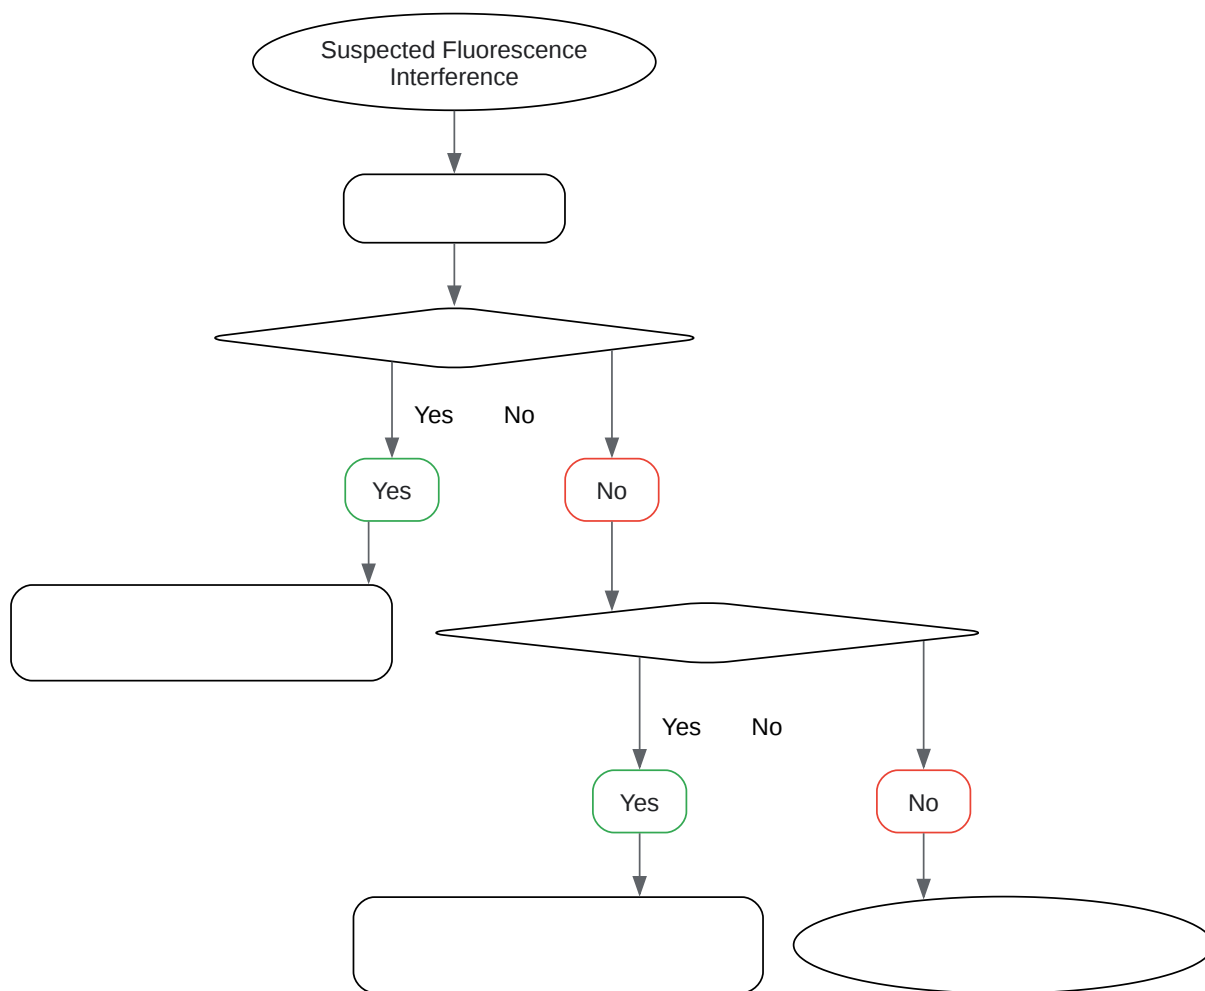 Suspected Fluorescence
Interference
Yes
No
Yes
No
Yes
No
Yes
No